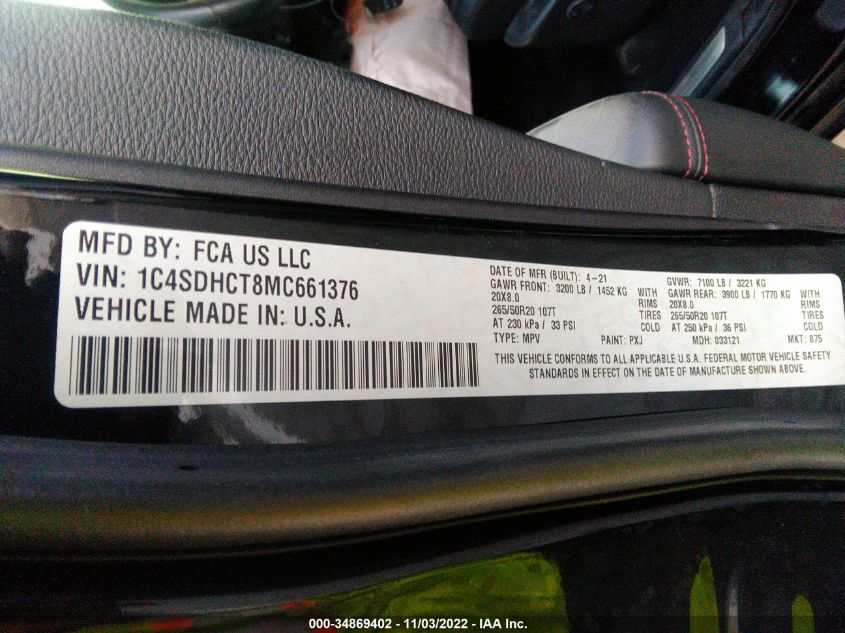 MFD BY: FCA US LLC
VIN: 1C4SDHCT8MC661376
VEHICLE MADE IN: U.S.A.
DATE OF MFR (BUILT): 4-21 GVWR: 7100 LB / 3221 KG
GAWR FRONT: 3200 LB / 1452 KG WITH GAWR REAR: 3900 LB / 1770 KG WITH
20X8.0 RIMS 20X8.0 RIMS
265/50R20 107T TIRES 265/50R20 107T TIRES
AT 230 kPa / 33 PSI COLD AT 250 kPa / 36 PSI COLD
TYPE: MPV PAINT: PXJ MDH: 033121 MKT: 875
THIS VEHICLE CONFORMS TO ALL APPLICABLE U.S.A. FEDERAL MOTOR VEHICLE SAFETY
STANDARDS IN EFFECT ON THE DATE OF MANUFACTURE SHOWN ABOVE.
000-34869402 - 11/03/2022 - IAA Inc.